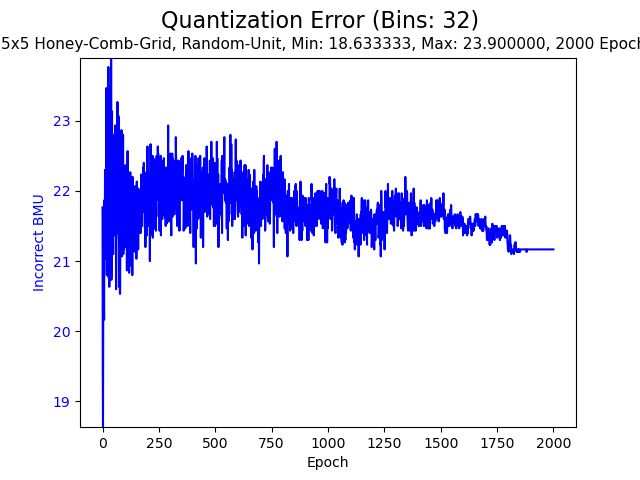 Quantization Error (Bins: 32)
5x5 Honey-Comb-Grid, Random-Unit, Min: 18.633333, Max: 23.900000, 2000 Epoch
23
22
21
20
19
Incorrect BMU
0 250 500 750 1000 1250 1500 1750 2000
Epoch